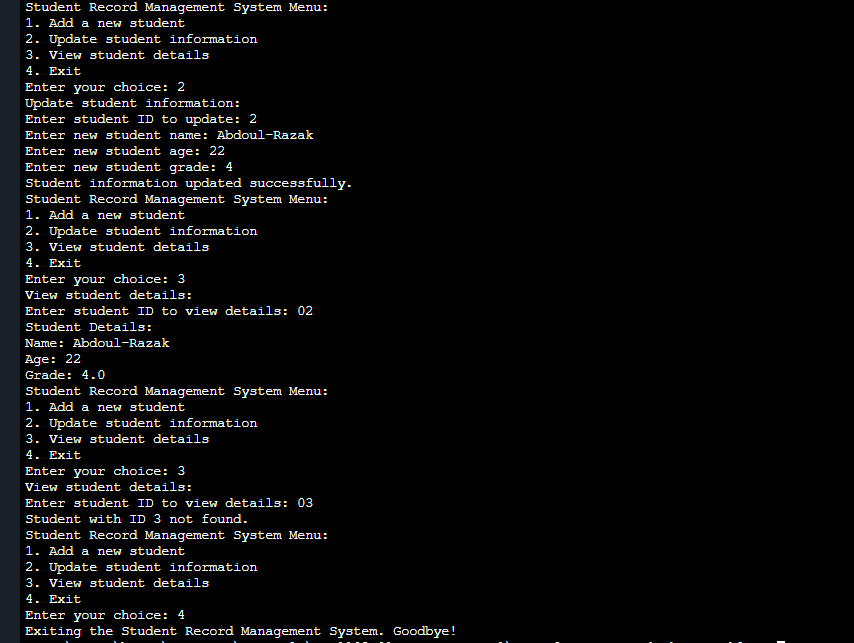 Student Record Management System Menu:
1. Add a new student
2. Update student information
3. View student details
4. Exit
Enter your choice: 2
Update student information:
Enter student ID to update: 2
Enter new student name: Abdoul-Razak
Enter new student age: 22
Enter new student grade: 4
Student information updated successfully.
Student Record Management System Menu:
1. Add a new student
2. Update student information
3. View student details
4. Exit
Enter your choice: 3
View student details:
Enter student ID to view details: 02
Student Details:
Name: Abdoul-Razak
Age: 22
Grade: 4.0
Student Record Management System Menu:
1. Add a new student
2. Update student information
3. View student details
4. Exit
Enter your choice: 3
View student details:
Enter student ID to view details: 03
Student with ID 3 not found.
Student Record Management System Menu:
1. Add a new student
2. Update student information
3. View student details
4. Exit
Enter your choice: 4
Exiting the Student Record Management System. Goodbye!